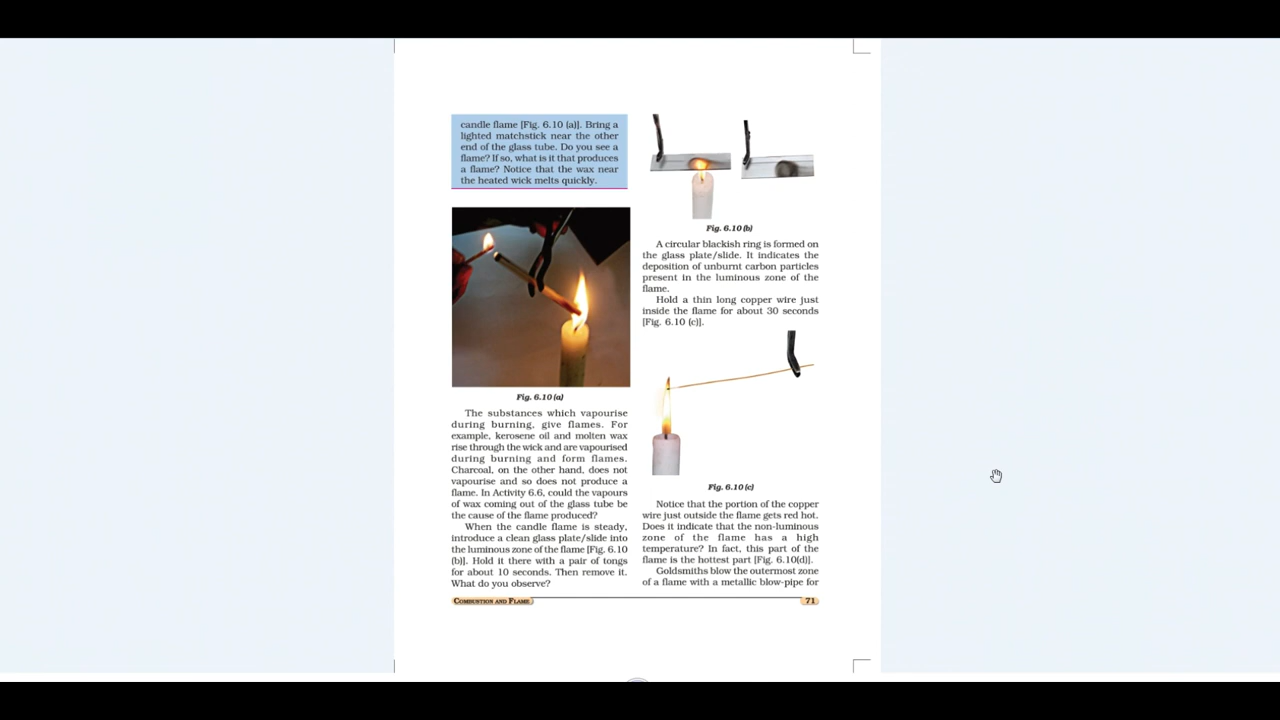 candle flame [Fig. 6.10 (a)]. Bring a
lighted matchstick near the other
end of the glass tube. Do you see a
flame? If so, what is it that produces
a flame? Notice that the wax near
the heated wick melts quickly.
Fig. 6.10 (a)
The substances which vapourise
during burning, give flames. For
example, kerosene oil and molten wax
rise through the wick and are vapourised
during burning and form flames.
Charcoal, on the other hand, does not
vapourise and so does not produce a
flame. In Activity 6.6, could the vapours
of wax coming out of the glass tube be
the cause of the flame produced?
When the candle flame is steady,
introduce a clean glass plate/slide into
the luminous zone of the flame [Fig. 6.10
(b)]. Hold it there with a pair of tongs
for about 10 seconds. Then remove it.
What do you observe?
Fig. 6.10 (b)
A circular blackish ring is formed on
the glass plate/slide. It indicates the
deposition of unburnt carbon particles
present in the luminous zone of the
flame.
Hold a thin long copper wire just
inside the flame for about 30 seconds
[Fig. 6.10 (c)].
Fig. 6.10 (c)
Notice that the portion of the copper
wire just outside the flame gets red hot.
Does it indicate that the non-luminous
zone of the flame has a high
temperature? In fact, this part of the
flame is the hottest part [Fig. 6.10(d)].
Goldsmiths blow the outermost zone
of a flame with a metallic blow-pipe for
COMBUSTION AND FLAME
71